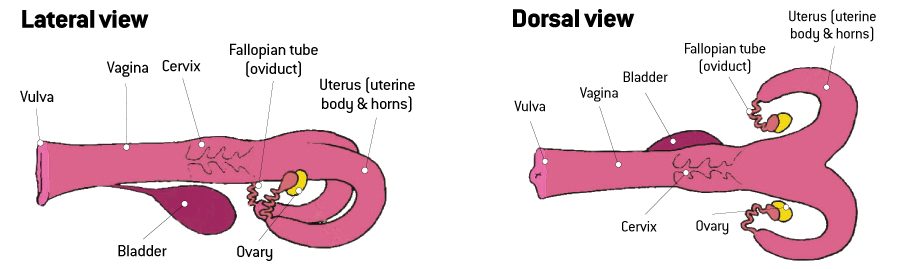 Lateral view
Fallopian tube
(oviduct)
Vagina
Cervix
Uterus (uterine
body & horns)
Vulva
Bladder
Ovary
Dorsal view
Uterus (uterine
body & horns)
Fallopian tube
(oviduct)
Bladder
Vagina
Vulva
Cervix
Ovary